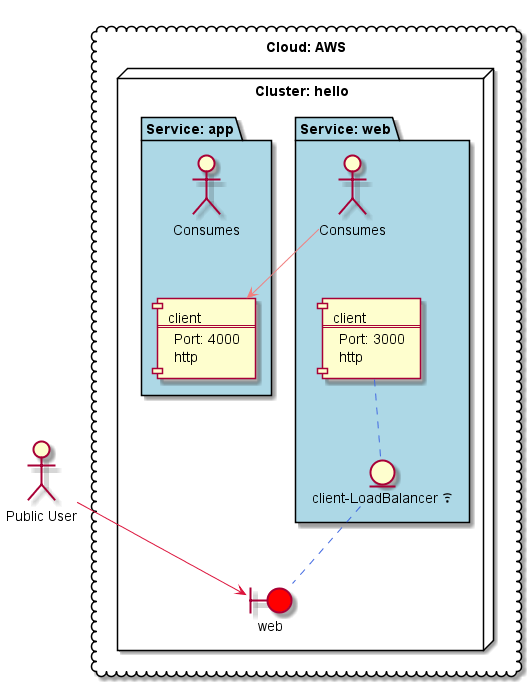 Cloud: AWS
Cluster: hello
Service: app
Service: web
Consumes
Consumes
client
Port: 4000
http
client
Port: 3000
http
client-LoadBalancer
Public User
web